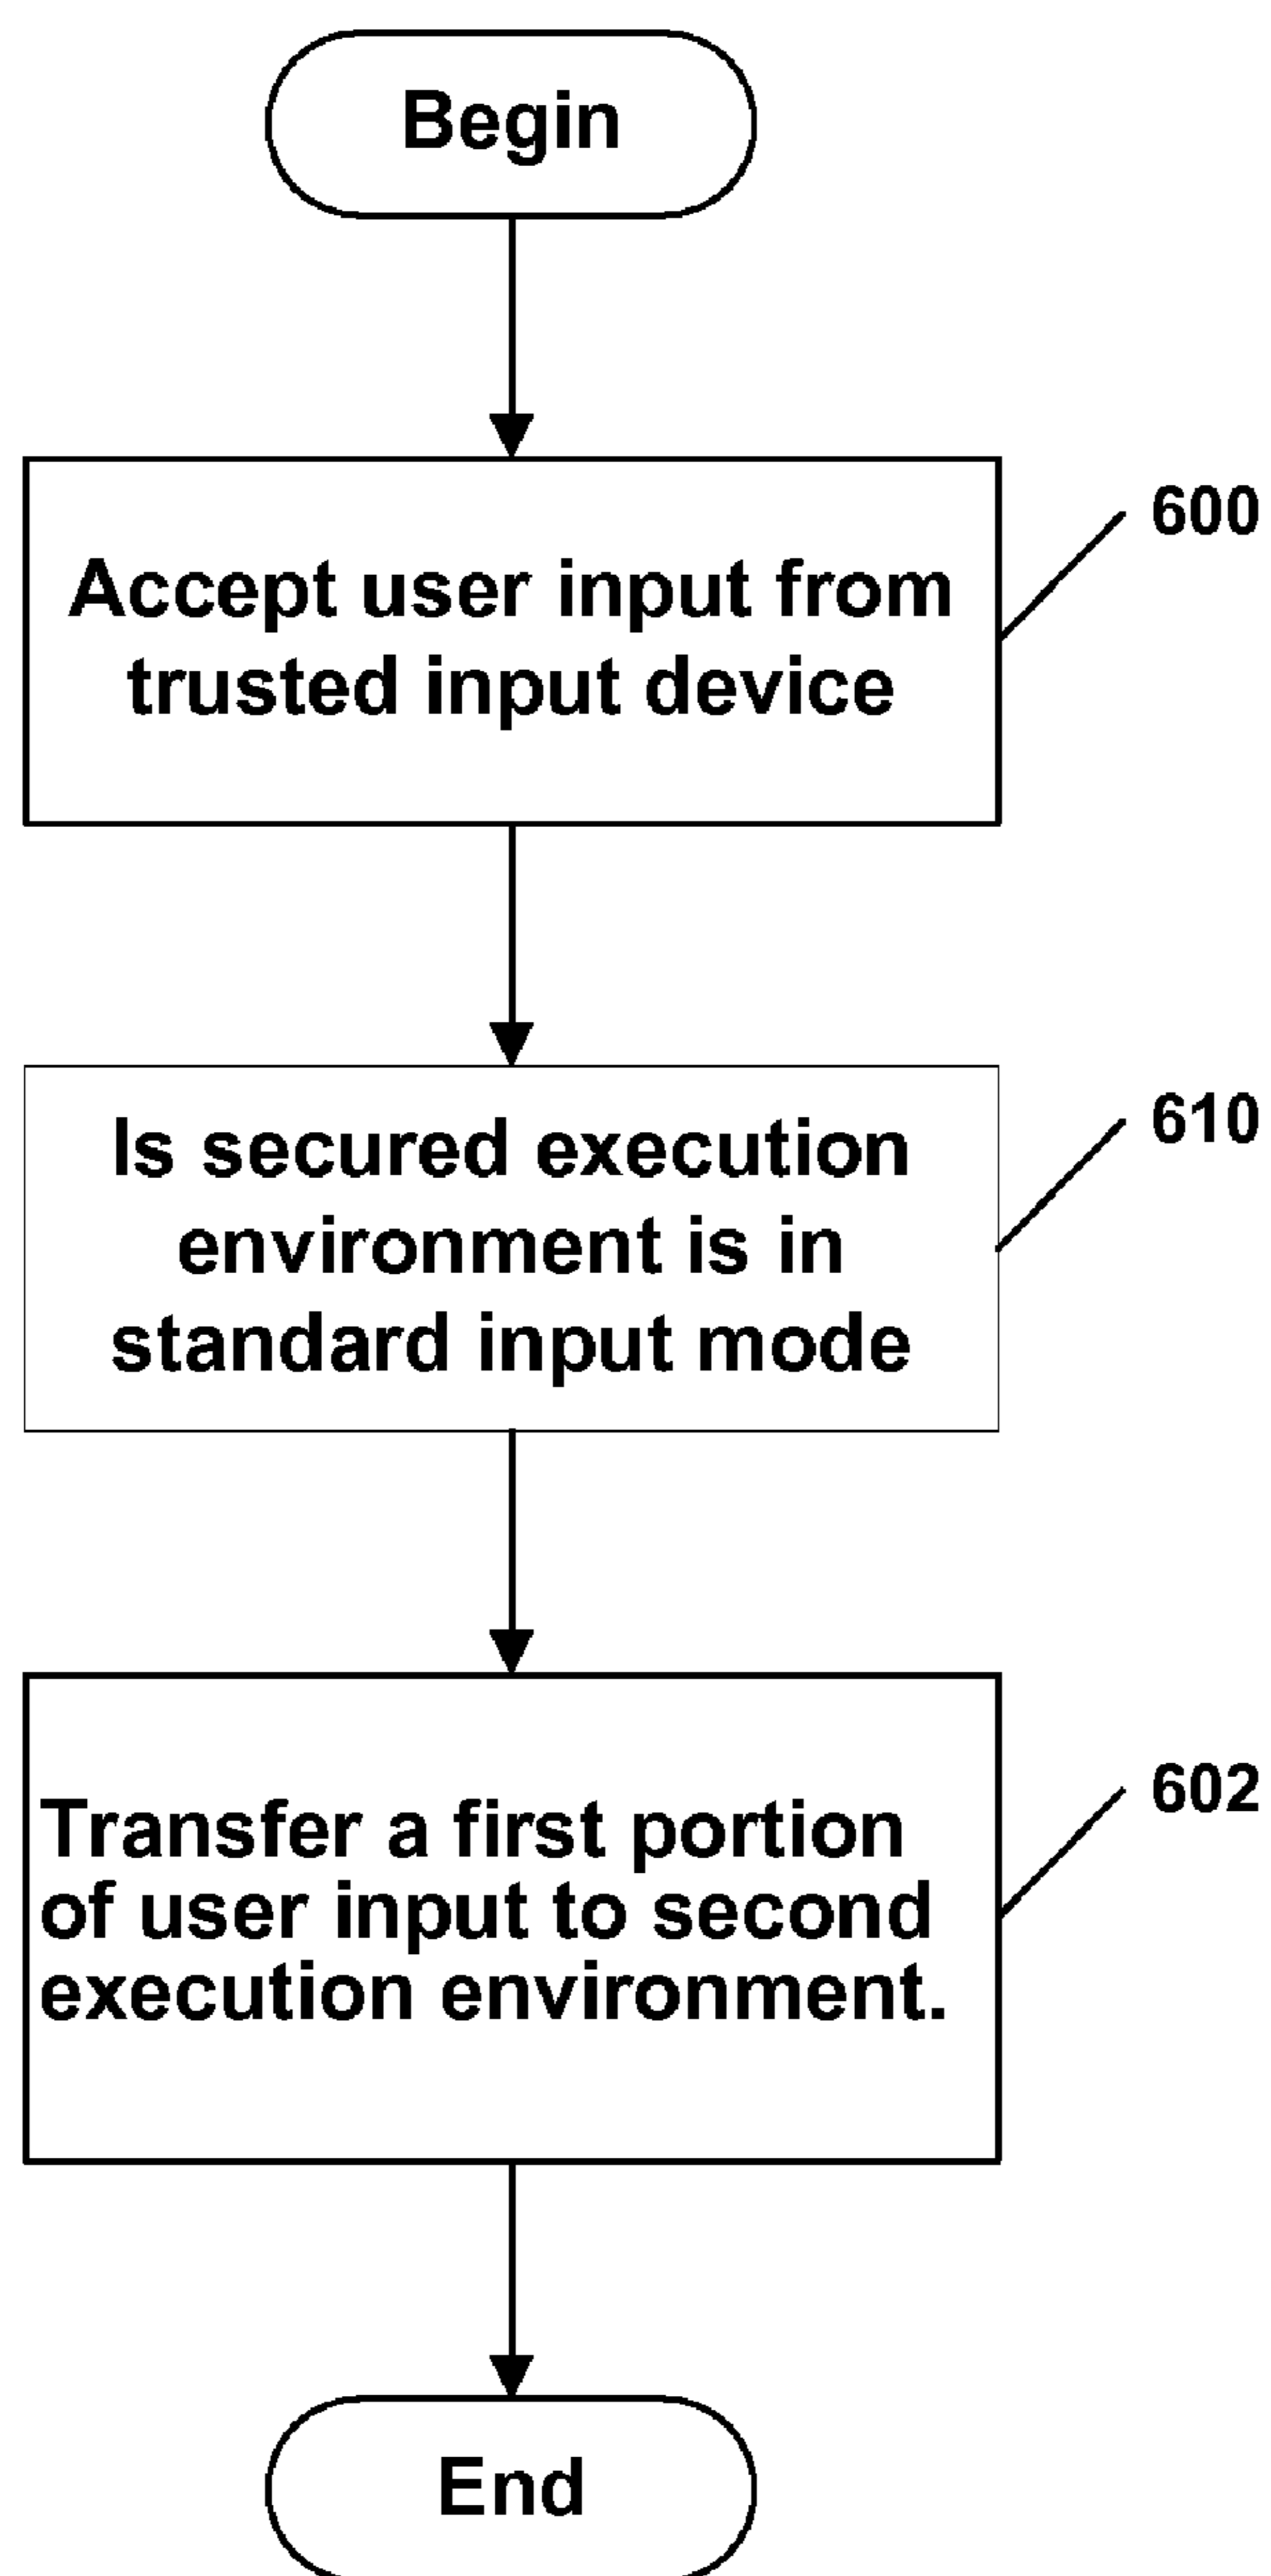 Begin
600
Accept user input from
trusted input device
610
Is secured execution
environment is in
standard input mode
602
Transfer a first portion
of user input to second
execution environment.
End